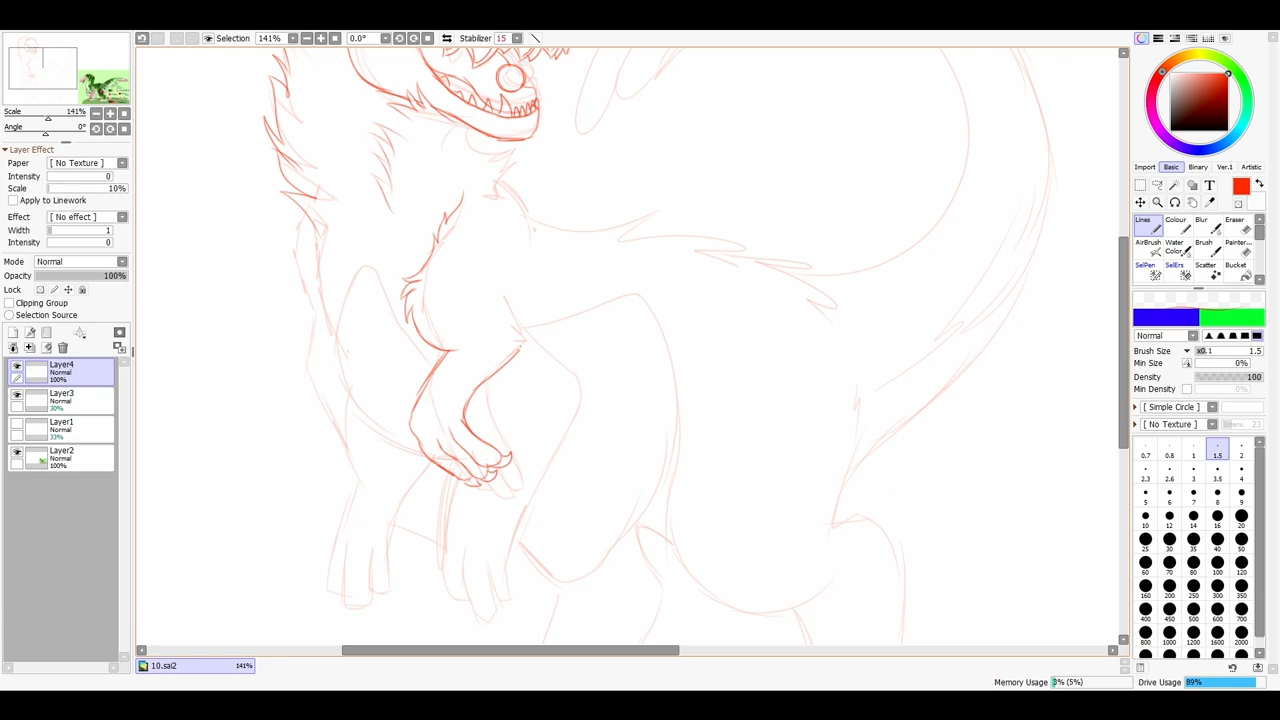 Selection 141% 0.0° Stabilizer 15
Scale 141%
Angle 0°
Layer Effect
Paper [ No Texture ]
Intensity 0
Scale 10%
Apply to Linework
Effect [ No effect ]
Width 1
Intensity 0
Mode Normal
Opacity 100%
Lock
Clipping Group
Selection Source
Layer4
Normal
100%
Layer3
Normal
30%
Layer1
Normal
33%
Layer2
Normal
100%
10.sai2 141%
Import Basic Binary Ver.1 Artistic
Lines Colour Blur Eraser
AirBrush Water Color Brush Painter...
SelPen SelErs Scatter Bucket
Normal
Brush Size x0.1 1.5
Min Size 0%
Density 100
Min Density 0%
[ Simple Circle ]
[ No Texture ] 23
0.7 0.8 1 1.5 2
2.3 2.6 3 3.5 4
5 6 7 8 9
10 12 14 16 20
25 30 35 40 50
60 70 80 100 120
160 200 250 300 350
400 450 500 600 700
800 1000 1200 1600 2000
Memory Usage 3% (5%) Drive Usage 89%